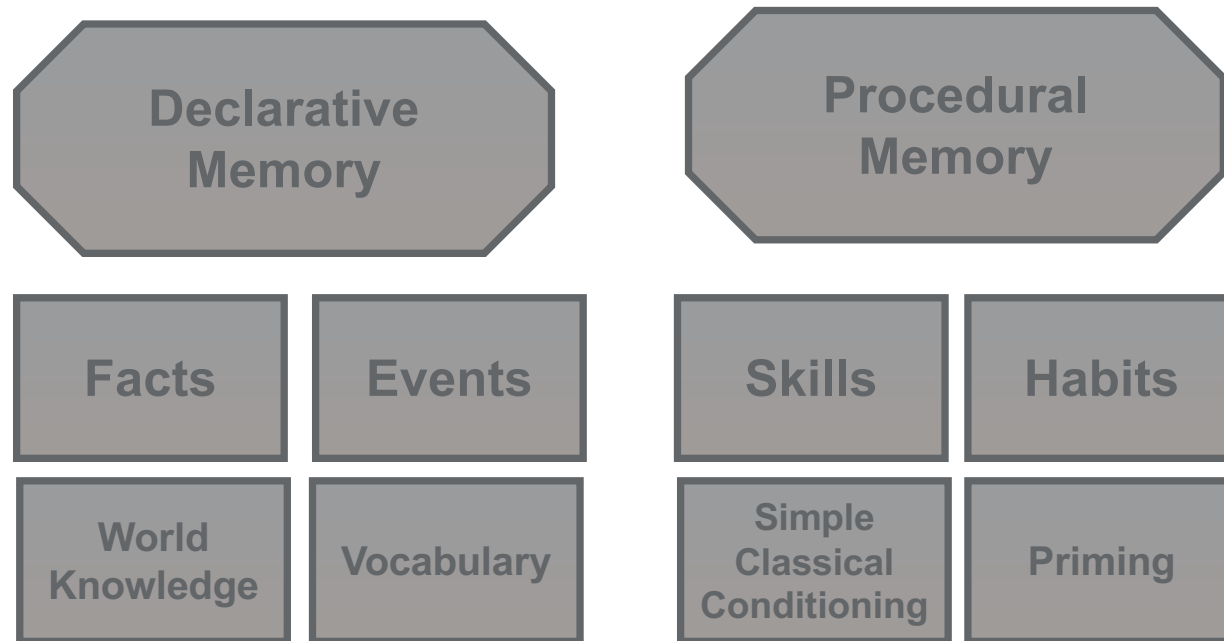 Declarative
Memory
Procedural
Memory
Facts
Events
Skills
Habits
World
Knowledge
Vocabulary
Simple
Classical
Conditioning
Priming